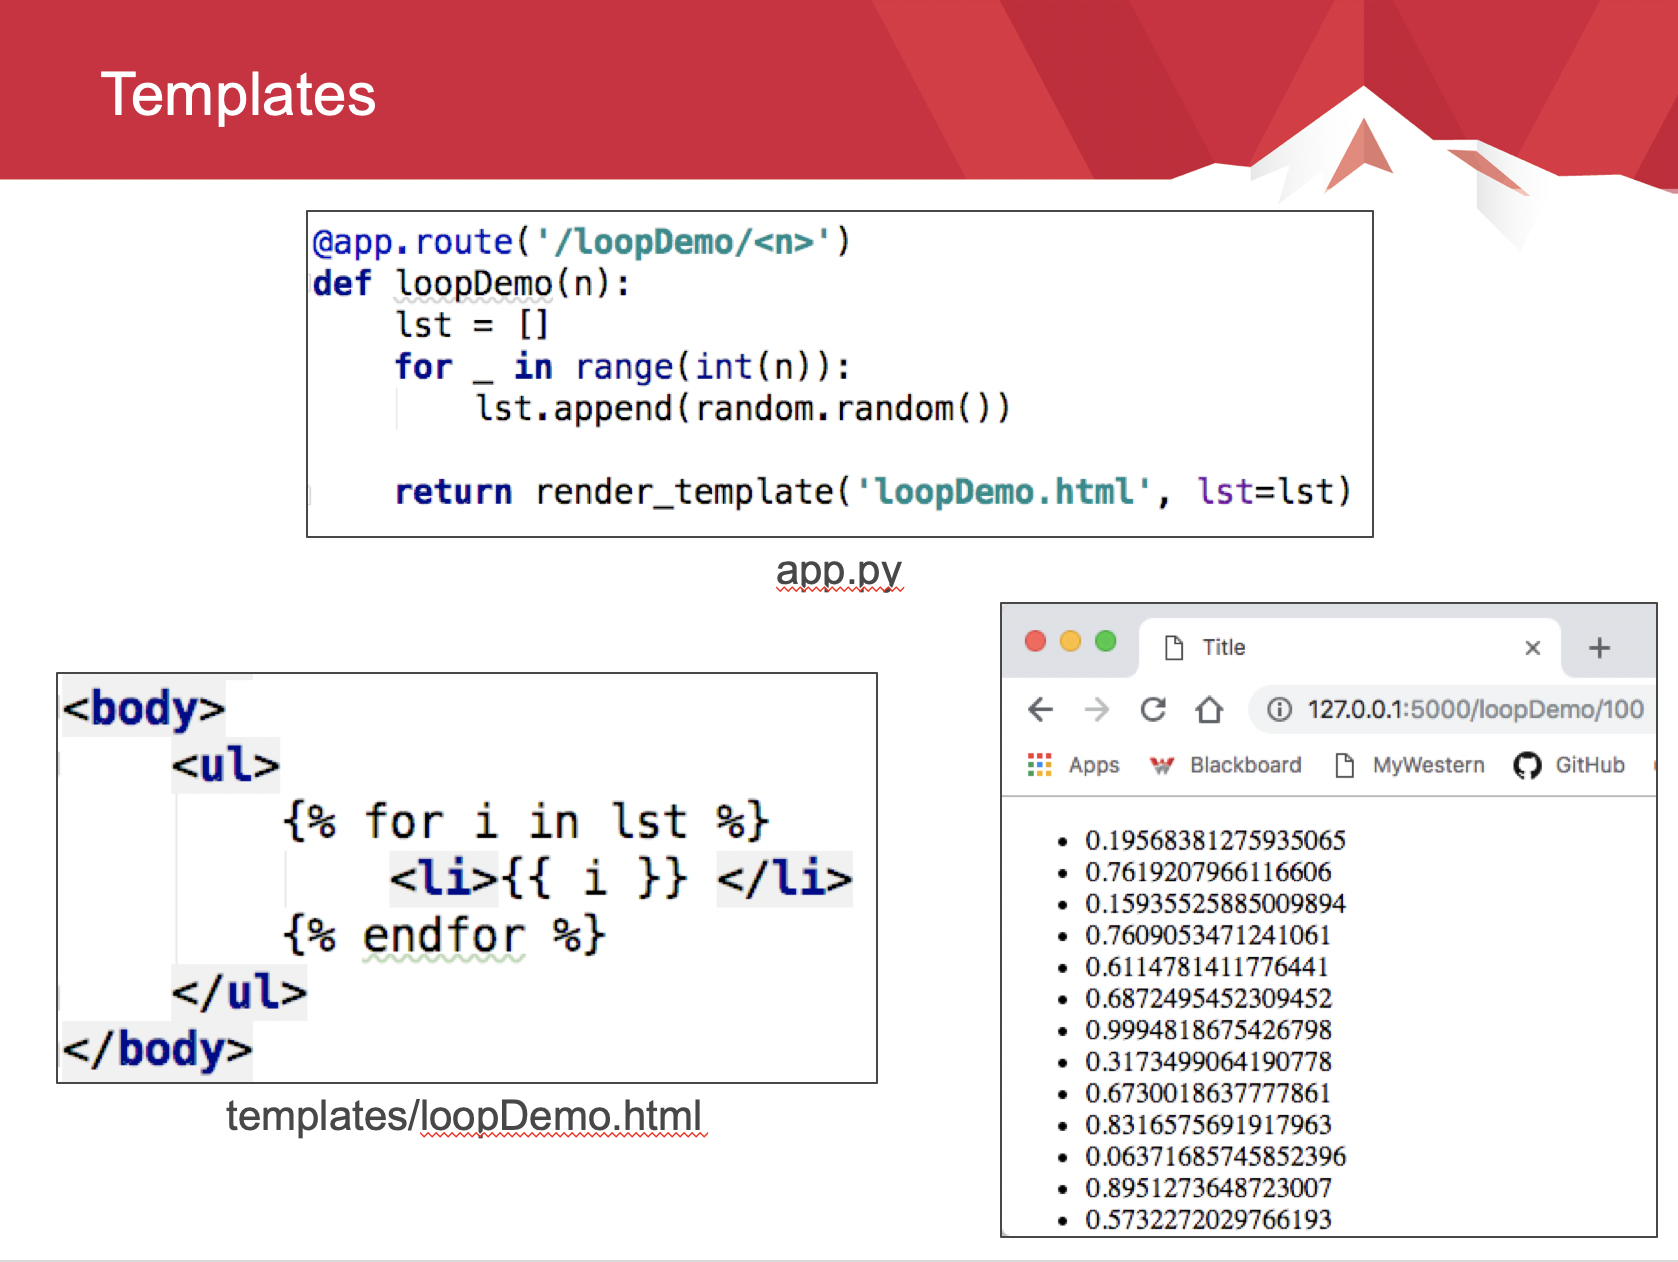 Templates
@app.route('/loopDemo/<n>')
def loopDemo(n):
    lst = []
    for _ in range(int(n)):
        lst.append(random.random())
    return render_template('loopDemo.html', lst=lst)
app.py
<body>
    <ul>
        {% for i in lst %}
            <li>{{ i }} </li>
        {% endfor %}
    </ul>
</body>
templates/loopDemo.html
Title
127.0.0.1:5000/loopDemo/100
Apps Blackboard MyWestern GitHub
0.19568381275935065
0.7619207966116606
0.15935525885009894
0.7609053471241061
0.6114781411776441
0.6872495452309452
0.9994818675426798
0.3173499064190778
0.6730018637777861
0.8316575691917963
0.06371685745852396
0.8951273648723007
0.5732272029766193